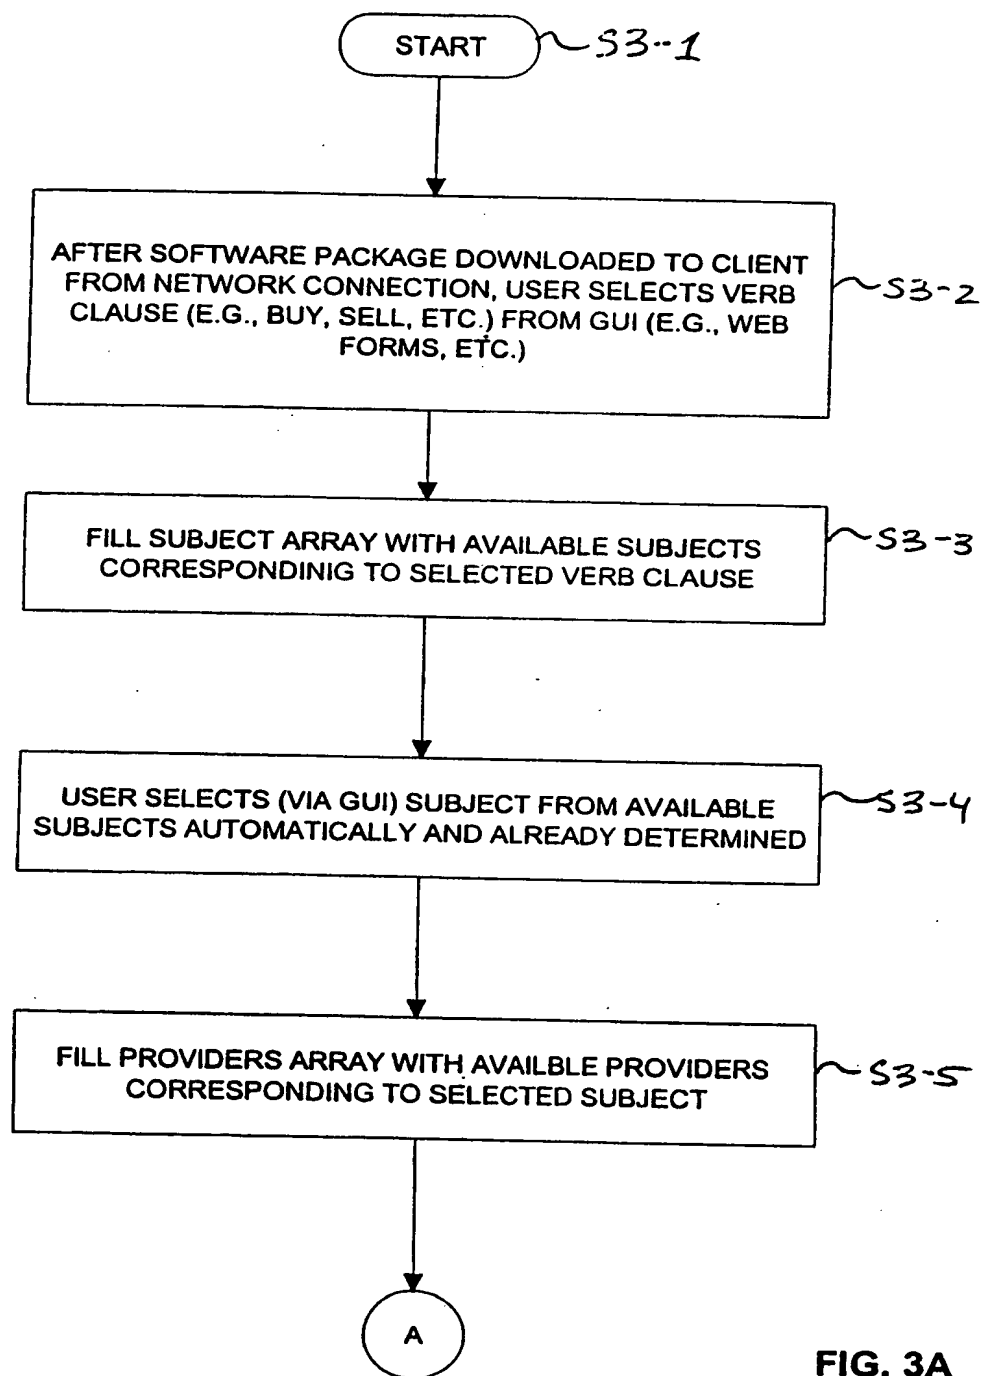 START
S3-1
AFTER SOFTWARE PACKAGE DOWNLOADED TO CLIENT
FROM NETWORK CONNECTION, USER SELECTS VERB
CLAUSE (E.G., BUY, SELL, ETC.) FROM GUI (E.G., WEB
FORMS, ETC.)
S3-2
FILL SUBJECT ARRAY WITH AVAILABLE SUBJECTS
CORRESPONDINIG TO SELECTED VERB CLAUSE
S3-3
USER SELECTS (VIA GUI) SUBJECT FROM AVAILABLE
SUBJECTS AUTOMATICALLY AND ALREADY DETERMINED
S3-4
FILL PROVIDERS ARRAY WITH AVAILBLE PROVIDERS
CORRESPONDING TO SELECTED SUBJECT
S3-5
A
FIG. 3A